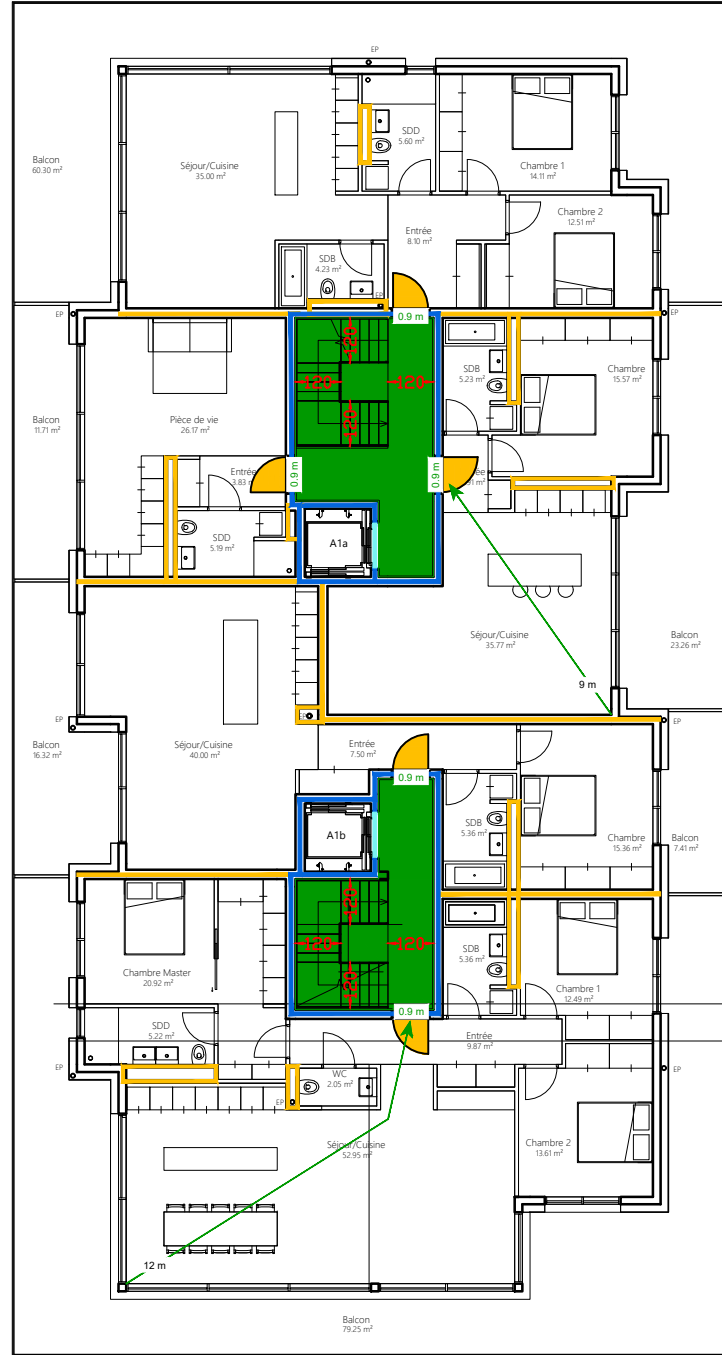 EP
SDD
5.60 m²
Chambre 1
14.11 m²
Balcon
60.30 m²
Séjour/Cuisine
35.00 m²
Chambre 2
12.51 m²
Entrée
8.10 m²
SDB
4.23 m²
EP
EP
EP
0.9 m
120
120
120
120
SDB
5.23 m²
Chambre
15.57 m²
Balcon
11.71 m²
Pièce de vie
26.17 m²
Entrée
3.83 m²
0.9 m
0.9 m
SDD
5.19 m²
A1a
Séjour/Cuisine
35.77 m²
Balcon
23.26 m²
9 m
EP
EP
EP
Balcon
16.32 m²
Séjour/Cuisine
40.00 m²
Entrée
7.50 m²
0.9 m
A1b
SDB
5.36 m²
Chambre
15.36 m²
Balcon
7.41 m²
120
120
120
120
SDB
5.36 m²
Chambre Master
20.92 m²
Chambre 1
12.49 m²
0.9 m
SDD
5.22 m²
Entrée
9.87 m²
EP
WC
2.05 m²
EP
EP
Séjour/Cuisine
52.95 m²
Chambre 2
13.61 m²
12 m
Balcon
79.25 m²